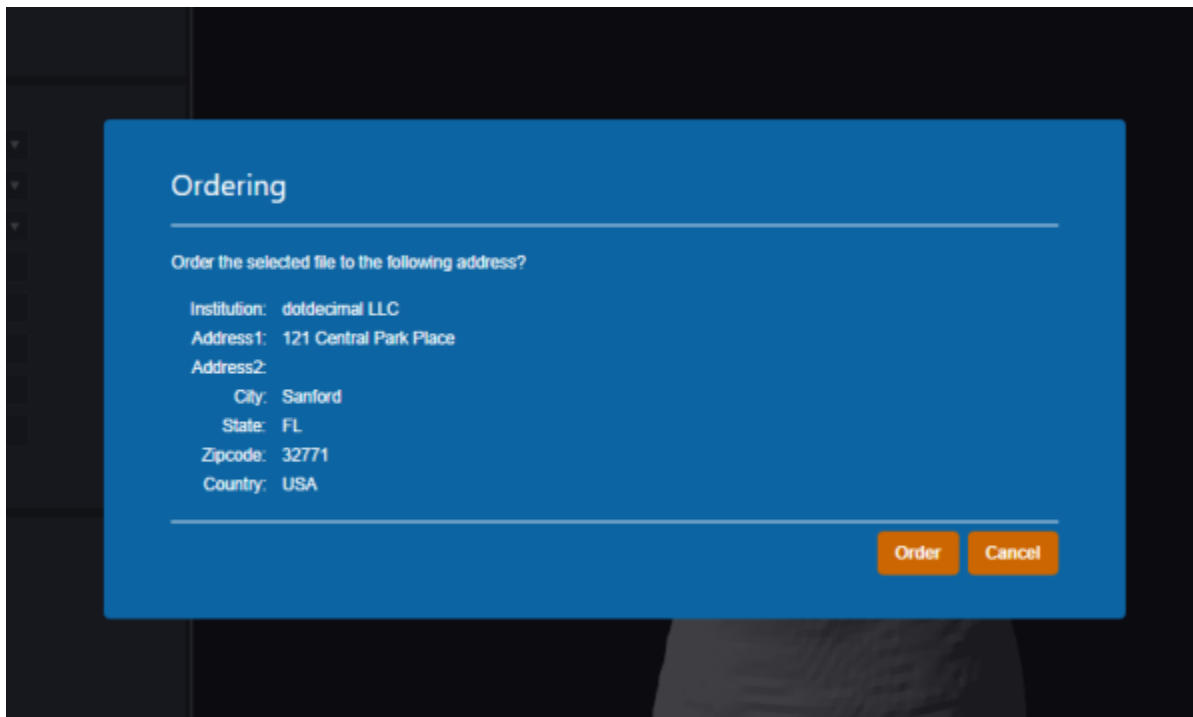 Ordering
Order the selected file to the following address?
Institution: dotdecimal LLC
Address1: 121 Central Park Place
Address2:
City: Sanford
State: FL
Zipcode: 32771
Country: USA
Order Cancel